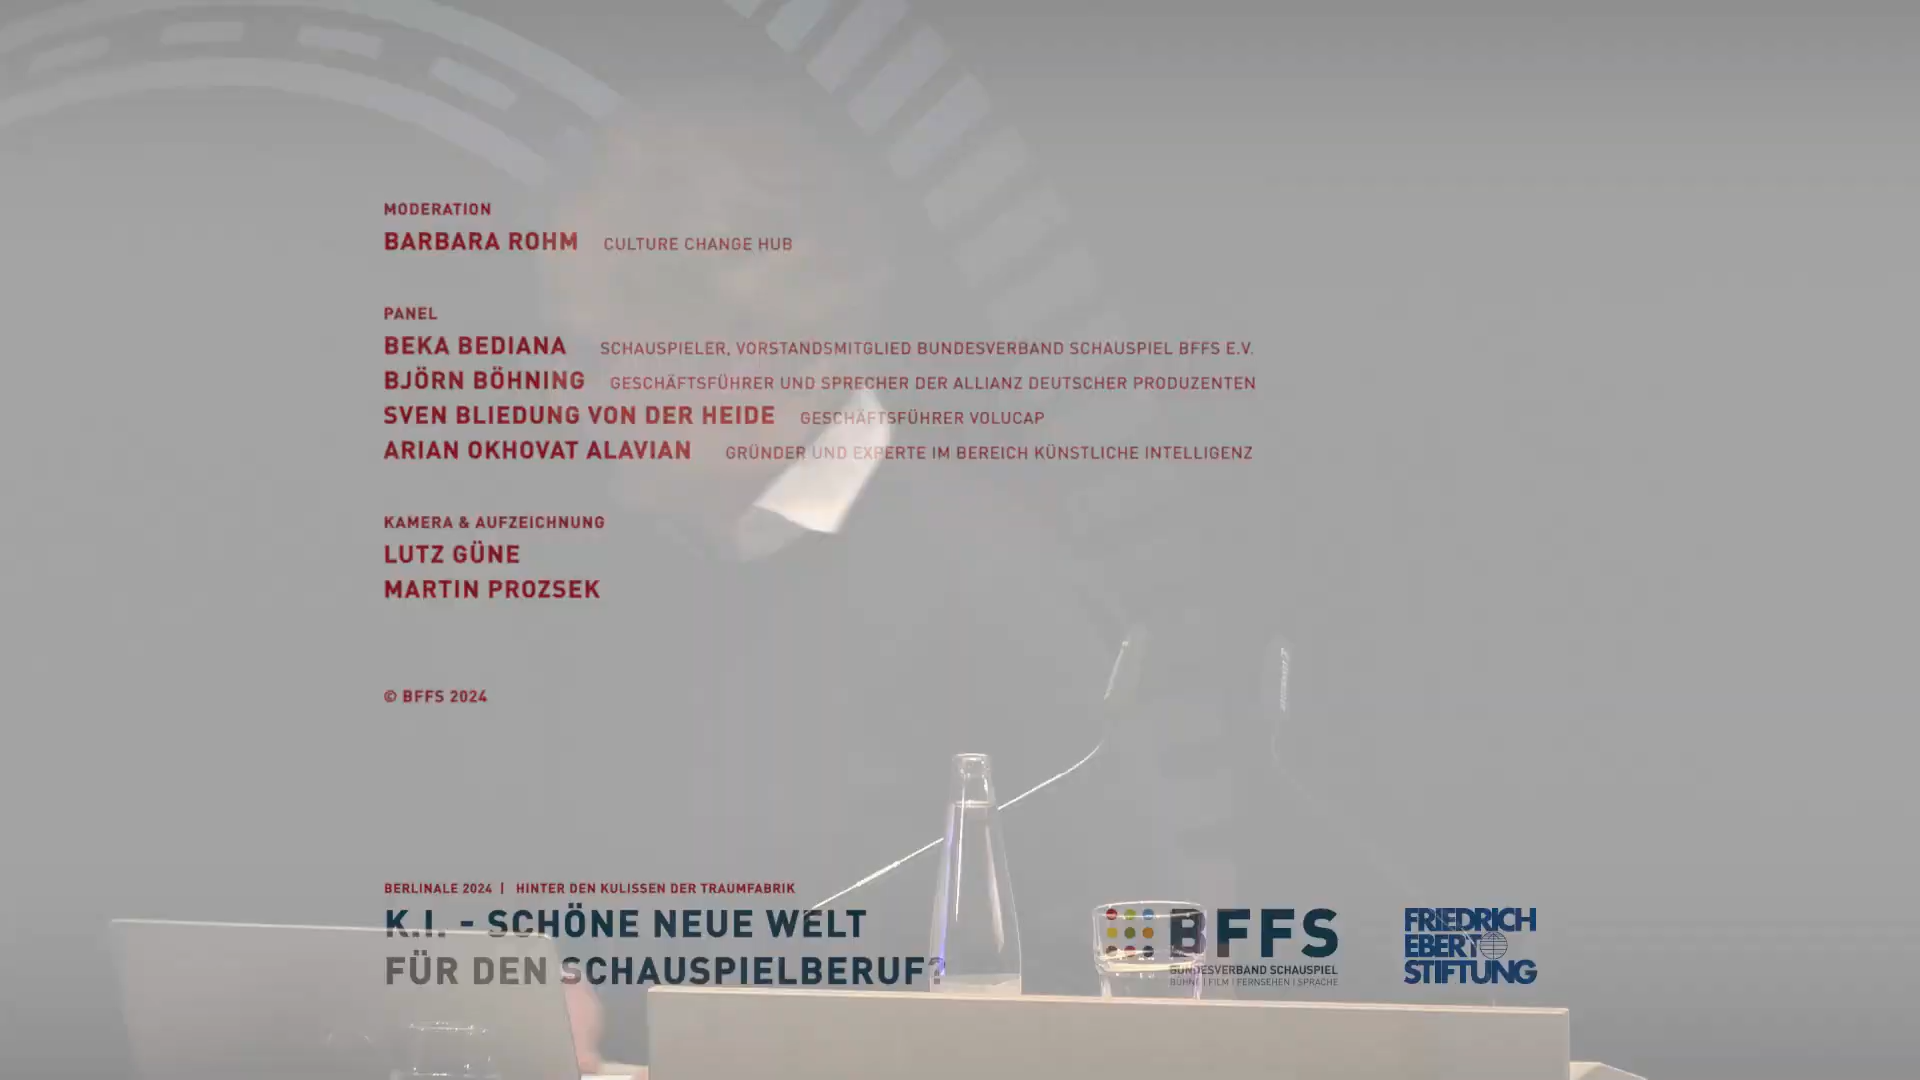 MODERATION
BARBARA ROHM CULTURE CHANGE HUB
PANEL
BEKA BEDIANA SCHAUSPIELER, VORSTANDSMITGLIED BUNDESVERBAND SCHAUSPIEL BFFS E.V.
BJÖRN BÖHNING GESCHÄFTSFÜHRER UND SPRECHER DER ALLIANZ DEUTSCHER PRODUZENTEN
SVEN BLIEDUNG VON DER HEIDE GESCHÄFTSFÜHRER VOLUCAP
ARIAN OKHOVAT ALAVIAN GRÜNDER UND EXPERTE IM BEREICH KÜNSTLICHE INTELLIGENZ
KAMERA & AUFZEICHNUNG
LUTZ GÜNE
MARTIN PROZSEK
© BFFS 2024
BERLINALE 2024 | HINTER DEN KULISSEN DER TRAUMFABRIK
K.I. - SCHÖNE NEUE WELT
FÜR DEN SCHAUSPIELBERUF?
BFFS
BUNDESVERBAND SCHAUSPIEL
BÜHNE | FILM | FERNSEHEN | SPRACHE
FRIEDRICH
EBERT
STIFTUNG